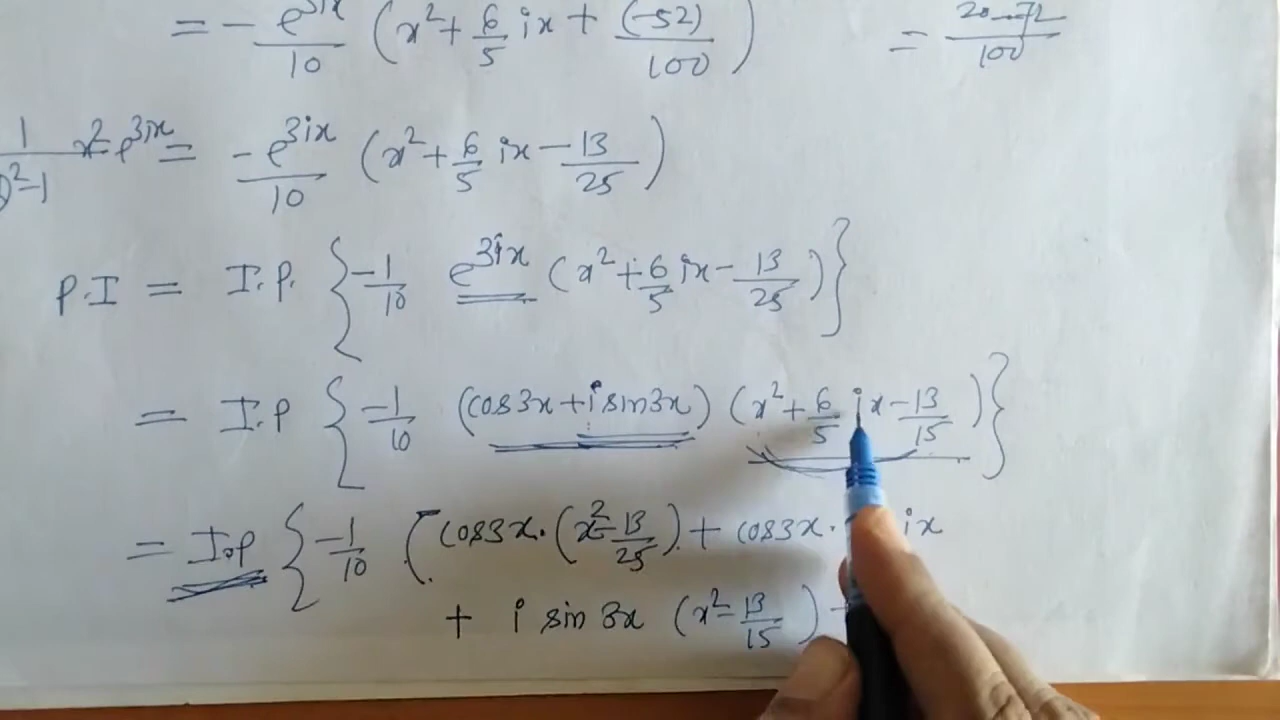 = - e^{3ix}/10 (x² + 6/5 ix + (-52)/100) = 20-72/100
1/D²-1 x² e^{3ix} = -e^{3ix}/10 (x² + 6/5 ix - 13/25)
P.I = I.P. {-1/10 e^{3ix} (x² + 6/5 ix - 13/25)}
= I.P {-1/10 (cos3x + i sin3x) (x² + 6/5 ix - 13/15)}
= I.P {-1/10 [cos3x. (x² - 13/25) + cos3x. ix
+ i sin 3x (x² - 13/15) +